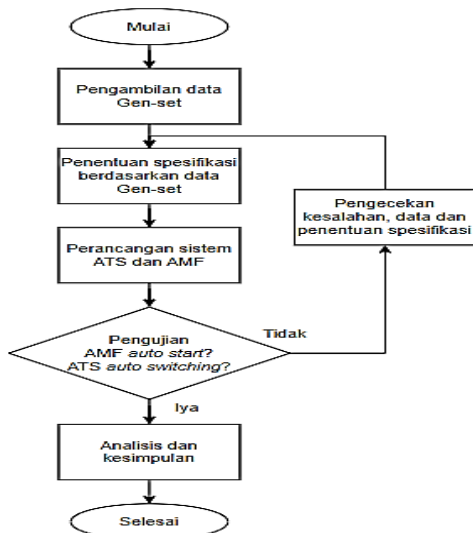 Mulai
Pengambilan data
Gen-set
Penentuan spesifikasi
berdasarkan data
Gen-set
Pengecekan
kesalahan, data dan
penentuan spesifikasi
Perancangan sistem
ATS dan AMF
Pengujian
AMF auto start?
ATS auto switching?
Tidak
Iya
Analisis dan
kesimpulan
Selesai